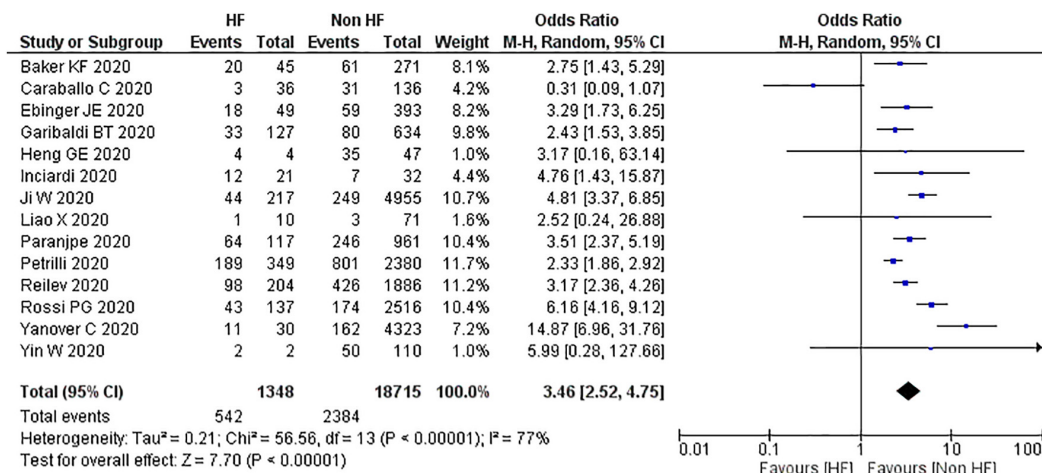 HF Non HF Odds Ratio Odds Ratio
Study or Subgroup Events Total Events Total Weight M-H, Random, 95% CI M-H, Random, 95% CI
Baker KF 2020 20 45 61 271 8.1% 2.75 [1.43, 5.29]
Caraballo C 2020 3 36 31 136 4.2% 0.31 [0.09, 1.07]
Ebinger JE 2020 18 49 59 393 8.2% 3.29 [1.73, 6.25]
Garibaldi BT 2020 33 127 80 634 9.8% 2.43 [1.53, 3.85]
Heng GE 2020 4 4 35 47 1.0% 3.17 [0.16, 63.14]
Inciardi 2020 12 21 7 32 4.4% 4.76 [1.43, 15.87]
Ji W 2020 44 217 249 4955 10.7% 4.81 [3.37, 6.85]
Liao X 2020 1 10 3 71 1.6% 2.52 [0.24, 26.88]
Paranjpe 2020 64 117 246 961 10.4% 3.51 [2.37, 5.19]
Petrilli 2020 189 349 801 2380 11.7% 2.33 [1.86, 2.92]
Reilev 2020 98 204 426 1886 11.2% 3.17 [2.36, 4.26]
Rossi PG 2020 43 137 174 2516 10.4% 6.16 [4.16, 9.12]
Yanover C 2020 11 30 162 4323 7.2% 14.87 [6.96, 31.76]
Yin W 2020 2 2 50 110 1.0% 5.99 [0.28, 127.66]
Total (95% CI) 1348 18715 100.0% 3.46 [2.52, 4.75]
Total events 542 2384
Heterogeneity: Tau² = 0.21; Chi² = 56.56, df = 13 (P < 0.00001); I² = 77%
Test for overall effect: Z = 7.70 (P < 0.00001)
0.01 0.1 1 10 100
Favours [HF] Favours [Non HF]